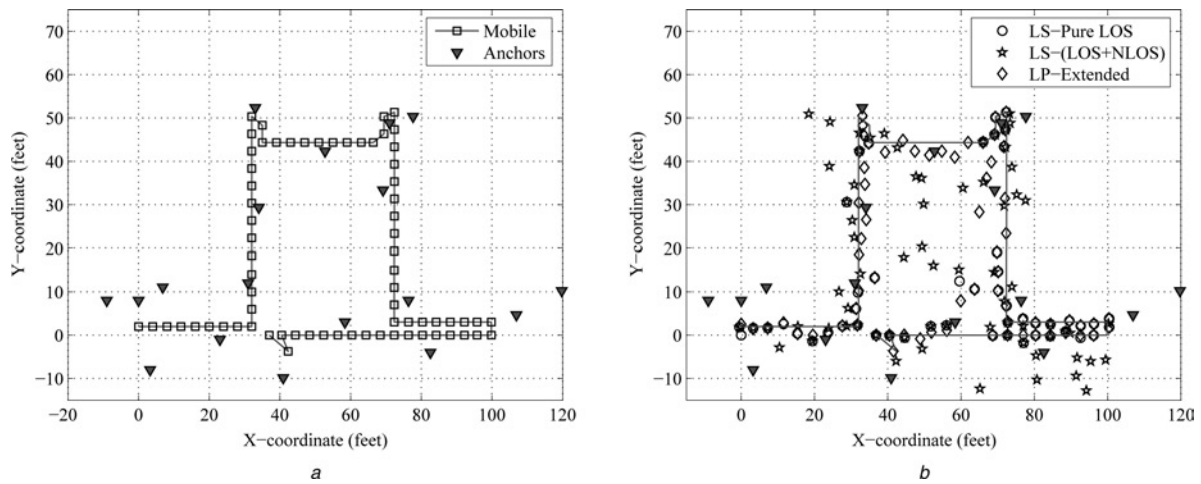 70
60
50
40
30
20
10
0
−10
−20 0 20 40 60 80 100 120
Y−coordinate (feet)
X−coordinate (feet)
Mobile
Anchors
a
70
60
50
40
30
20
10
0
−10
0 20 40 60 80 100 120
Y−coordinate (feet)
X−coordinate (feet)
LS−Pure LOS
LS−(LOS+NLOS)
LP−Extended
b